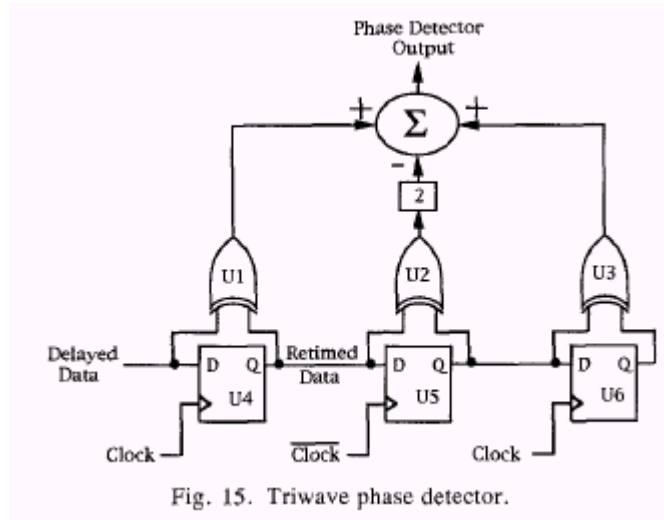 Phase Detector
Output
+ +
Σ
-
2
U1 U2 U3
Delayed
Data
D Q
U4
Retimed
Data
D Q
U5
D Q
U6
Clock
Clock
Clock
Fig. 15. Triwave phase detector.